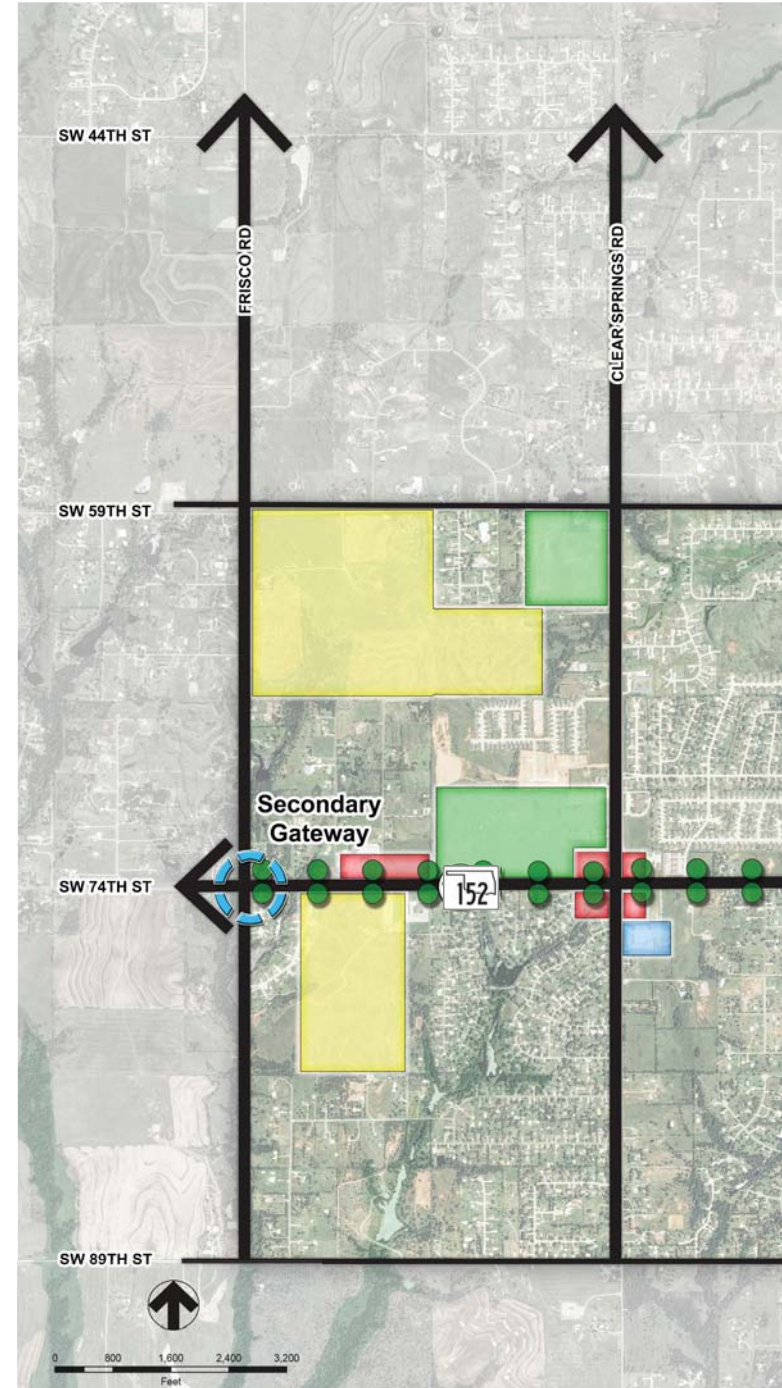 SW 44TH ST
FRISCO RD
CLEAR SPRINGS RD
SW 59TH ST
Secondary
Gateway
SW 74TH ST
152
SW 89TH ST
0 800 1,600 2,400 3,200
Feet